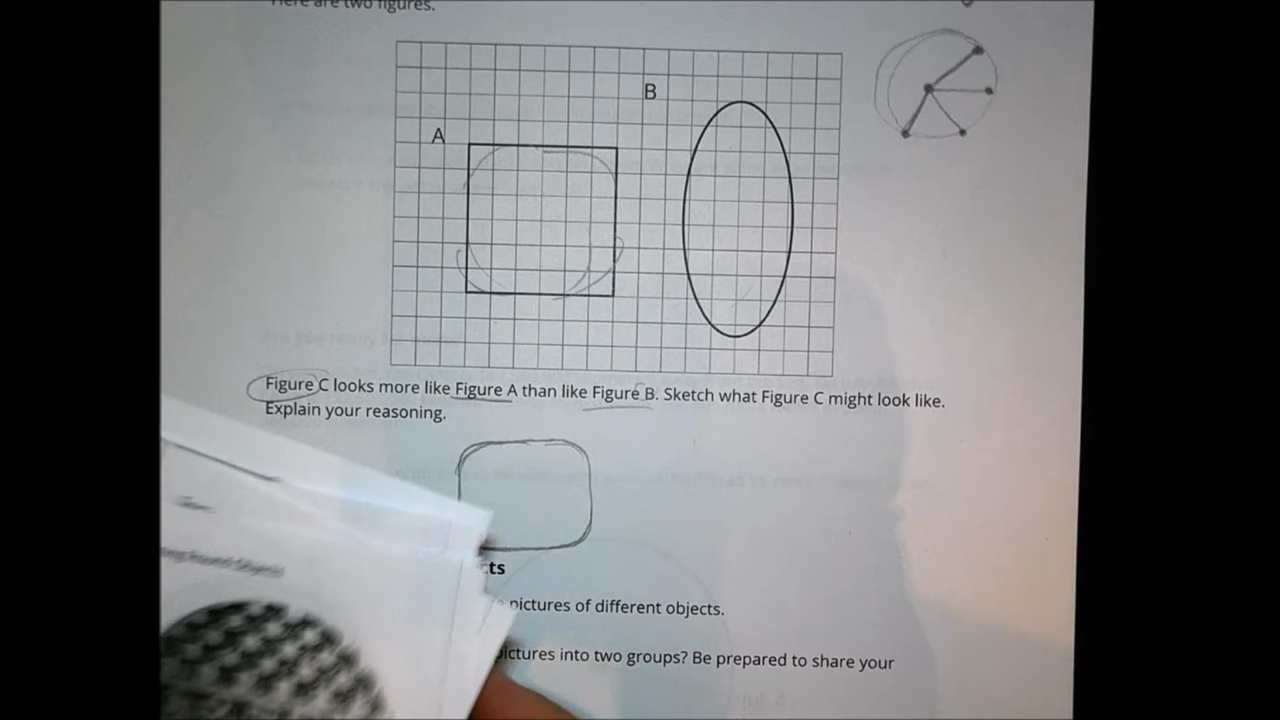 Here are two figures.
B
A
Figure C looks more like Figure A than like Figure B. Sketch what Figure C might look like.
Explain your reasoning.
ts
pictures of different objects.
pictures into two groups? Be prepared to share your